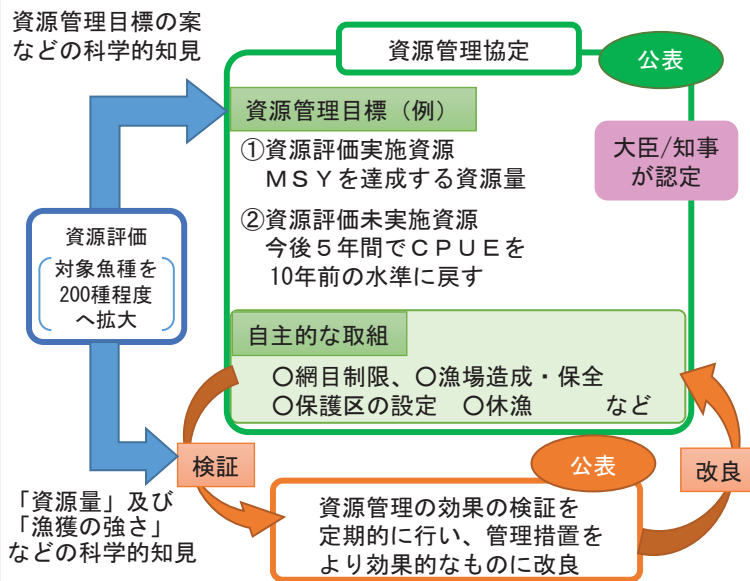 資源管理目標の案
などの科学的知見
資源管理協定
公表
資源管理目標（例）
①資源評価実施資源
ＭＳＹを達成する資源量
②資源評価未実施資源
今後５年間でＣＰＵＥを
10年前の水準に戻す
大臣/知事
が認定
資源評価
対象魚種を
200種程度
へ拡大
自主的な取組
〇網目制限、〇漁場造成・保全
〇保護区の設定　〇休漁　　　など
検証
公表
改良
「資源量」及び
「漁獲の強さ」
などの科学的知見
資源管理の効果の検証を
定期的に行い、管理措置を
より効果的なものに改良